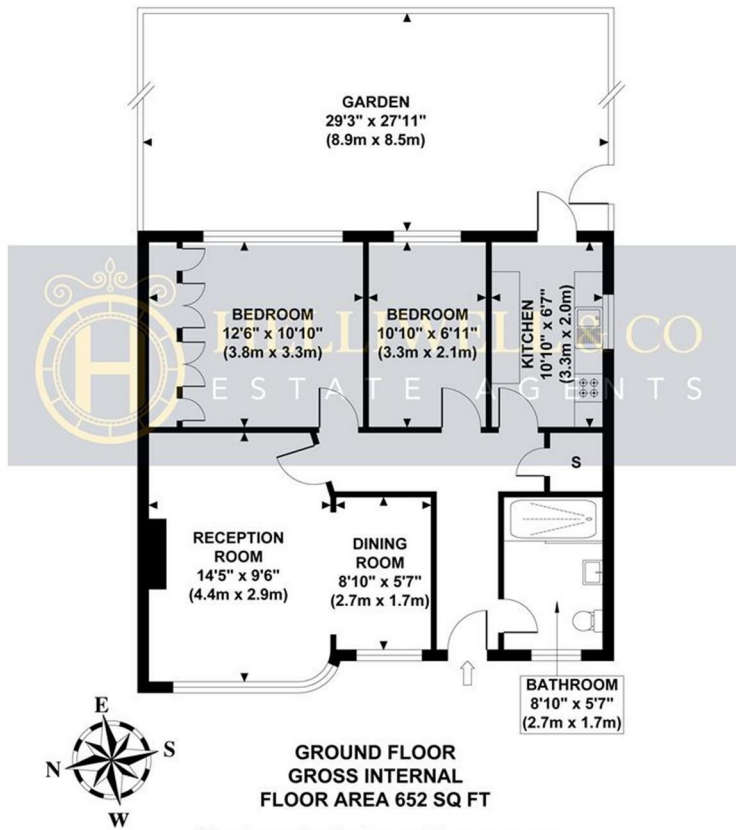 GARDEN
29'3" x 27'11"
(8.9m x 8.5m)
HELLIWELL & CO
ESTATE AGENTS
H
BEDROOM
12'6" x 10'10"
(3.8m x 3.3m)
BEDROOM
10'10" x 6'11"
(3.3m x 2.1m)
KITCHEN
10'10" x 6'7"
(3.3m x 2.0m)
S
RECEPTION
ROOM
14'5" x 9'6"
(4.4m x 2.9m)
DINING
ROOM
8'10" x 5'7"
(2.7m x 1.7m)
BATHROOM
8'10" x 5'7"
(2.7m x 1.7m)
E
S
N
W
GROUND FLOOR
GROSS INTERNAL
FLOOR AREA 652 SQ FT